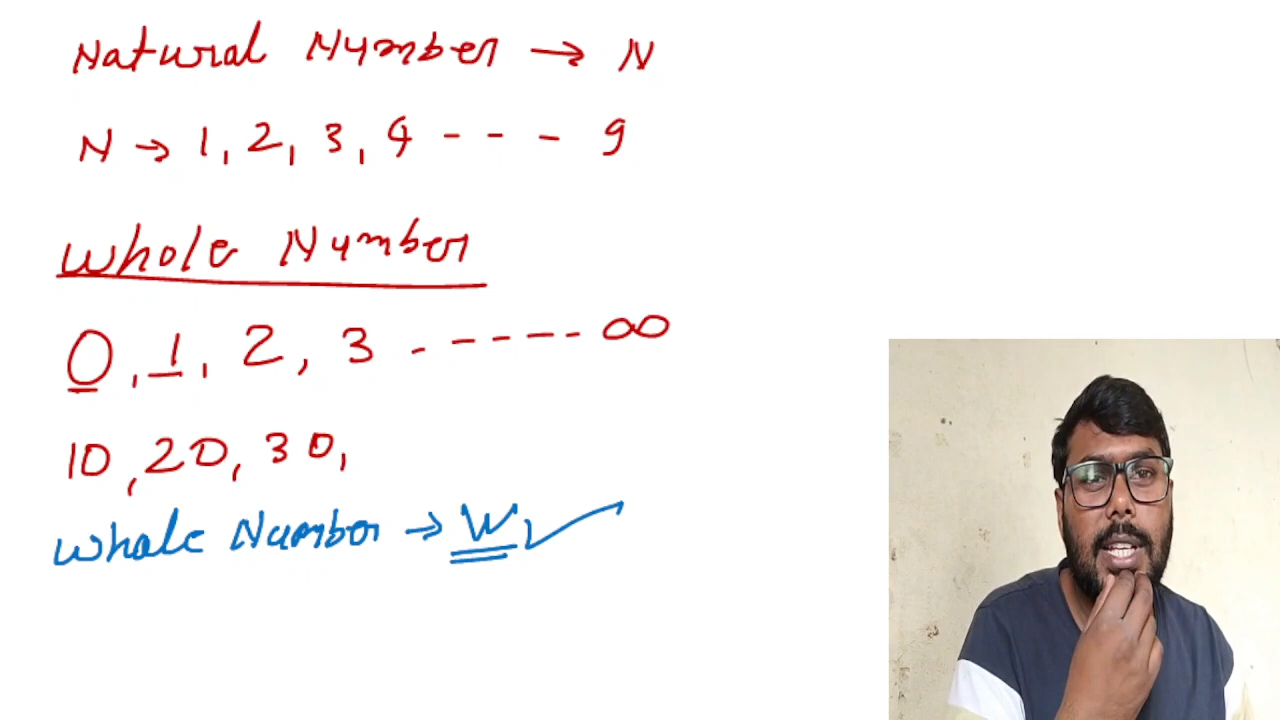 Natural Number → N
N → 1, 2, 3, 4 - - - 9
Whole Number
0, 1, 2, 3 - - - - - ∞
10, 20, 30,
Whole Number → W ✓